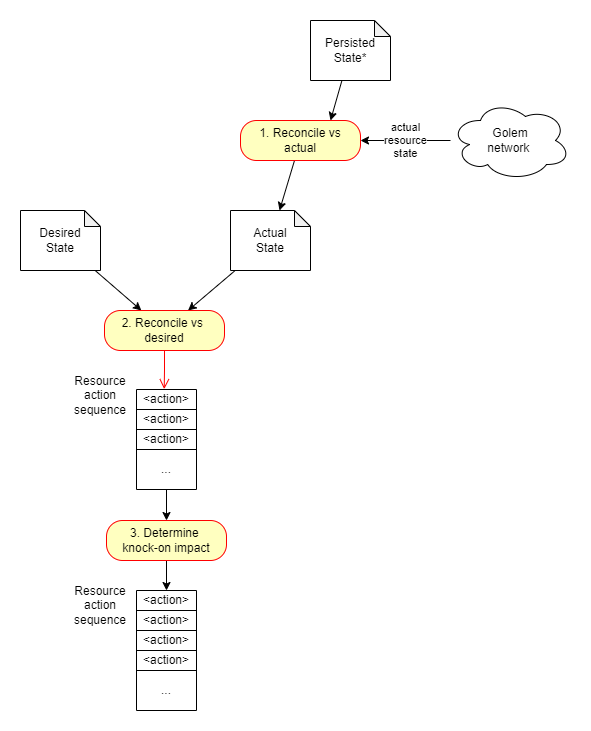 Persisted
State*
1. Reconcile vs
actual
actual
resource
state
Golem
network
Desired
State
Actual
State
2. Reconcile vs
desired
Resource
action
sequence
<action>
<action>
<action>
...
3. Determine
knock-on impact
Resource
action
sequence
<action>
<action>
<action>
<action>
...